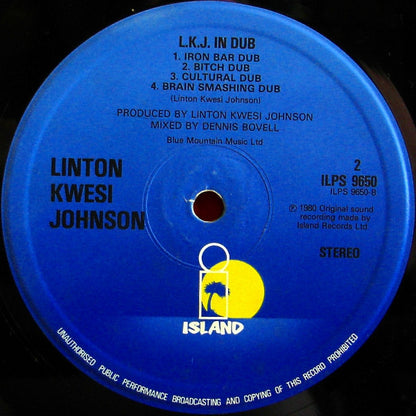 L.K.J. IN DUB
1. IRON BAR DUB
2. BITCH DUB
3. CULTURAL DUB
4. BRAIN SMASHING DUB
(Linton Kwesi Johnson)
PRODUCED BY LINTON KWESI JOHNSON
MIXED BY DENNIS BOVELL
Blue Mountain Music Ltd
LINTON
KWESI
JOHNSON
2
ILPS 9650
ILPS 9650-B
℗ 1980 Original sound
recording made by
Island Records Ltd
STEREO
ISLAND
UNAUTHORISED PUBLIC PERFORMANCE BROADCASTING AND COPYING OF THIS RECORD PROHIBITED